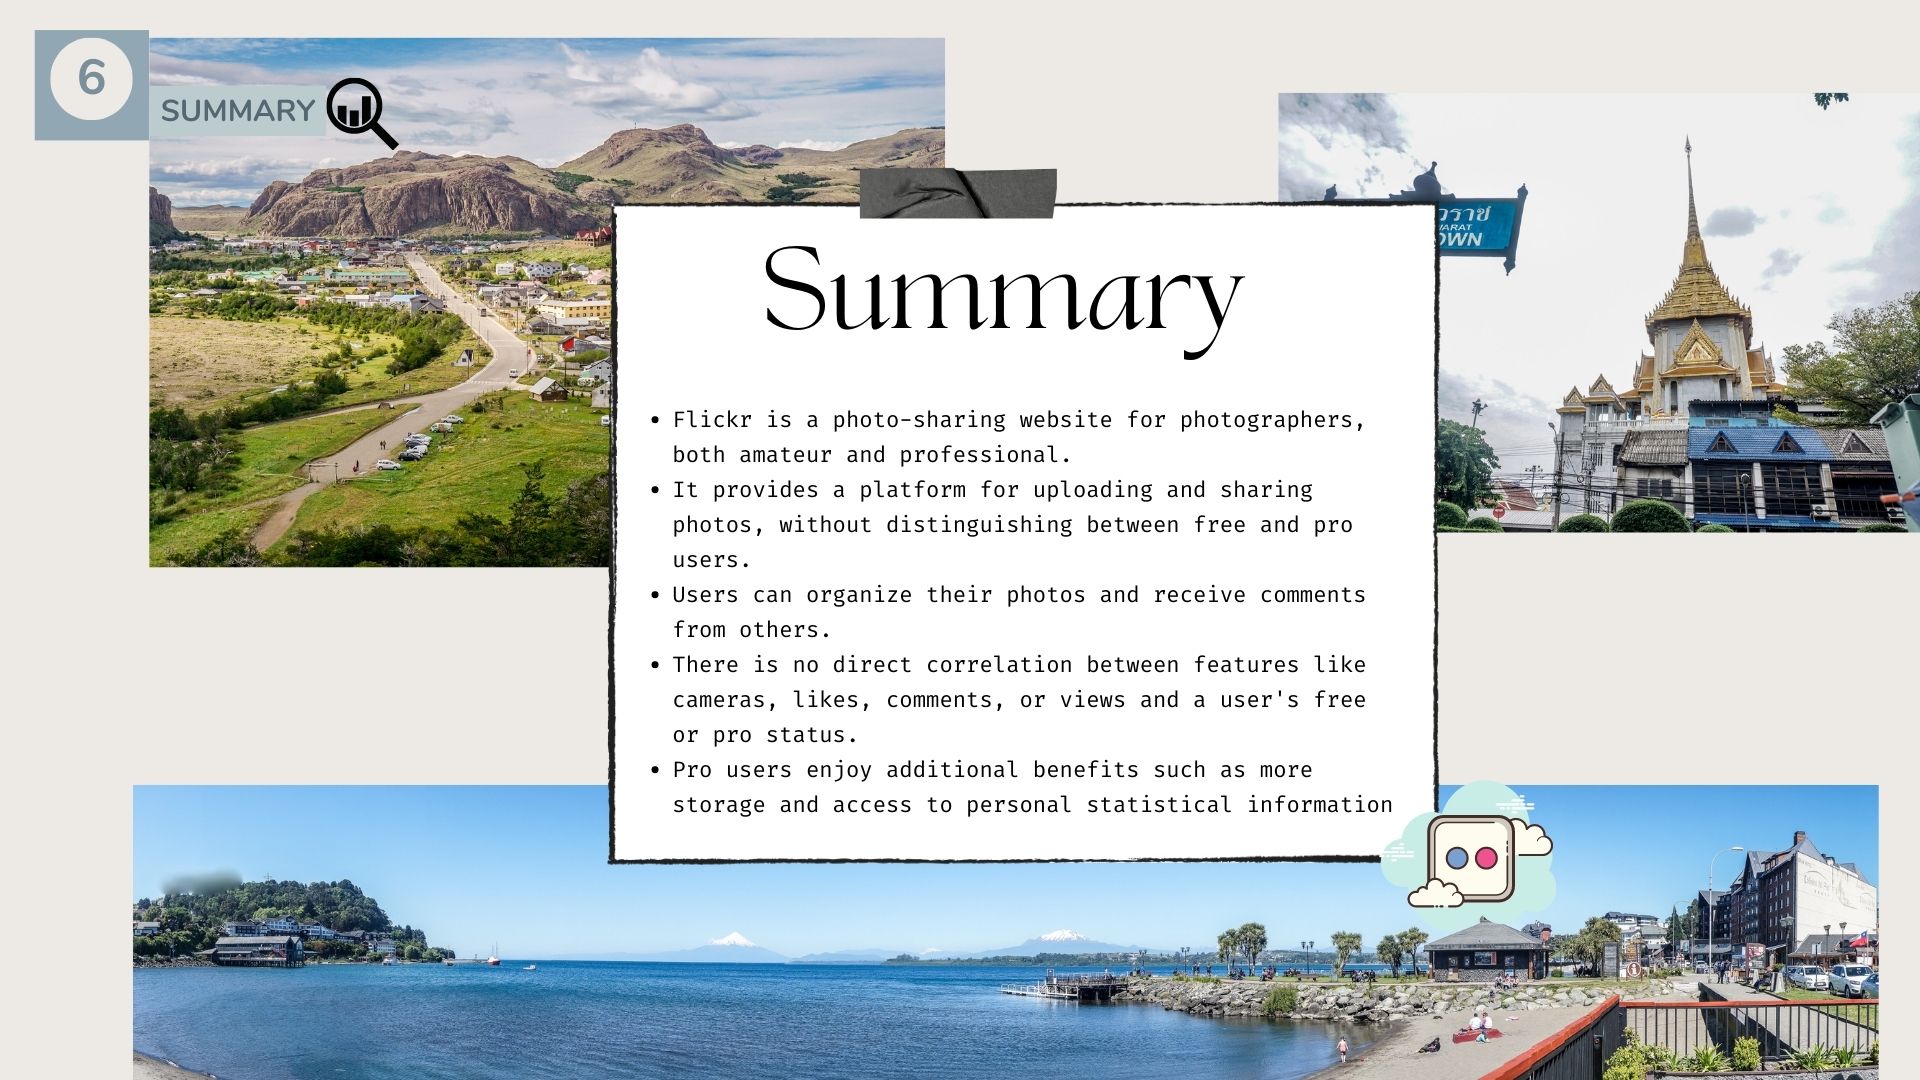 6
SUMMARY
วราช
WARAT
OWN
Summary
• Flickr is a photo-sharing website for photographers,
both amateur and professional.
• It provides a platform for uploading and sharing
photos, without distinguishing between free and pro
users.
• Users can organize their photos and receive comments
from others.
• There is no direct correlation between features like
cameras, likes, comments, or views and a user's free
or pro status.
• Pro users enjoy additional benefits such as more
storage and access to personal statistical information